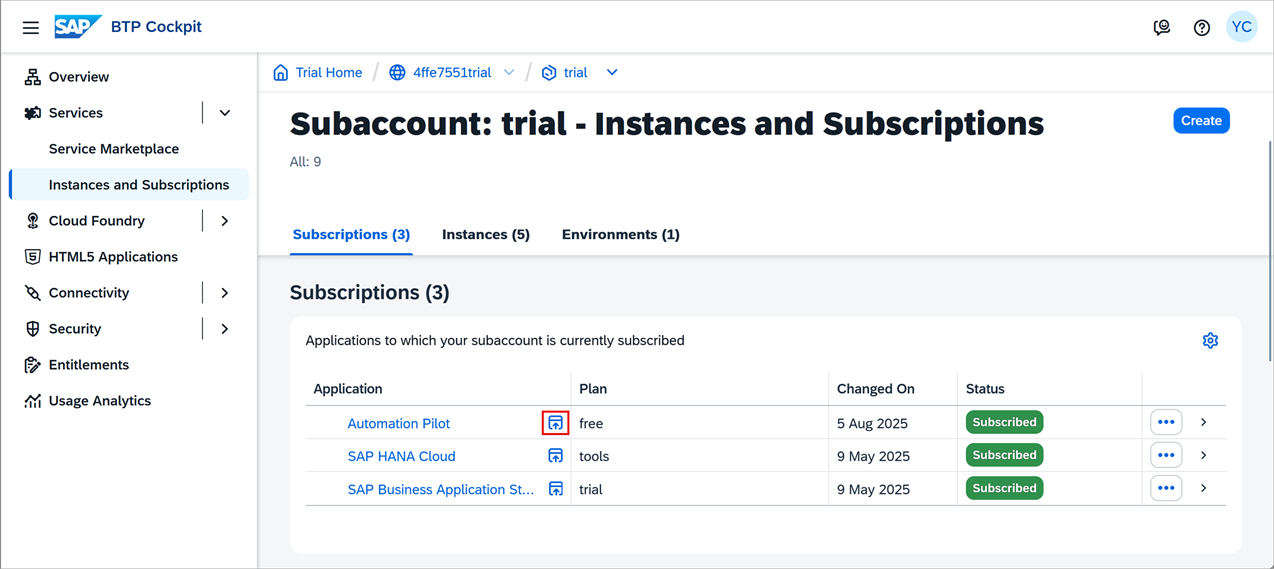 SAP BTP Cockpit YC
Overview
Services
Service Marketplace
Instances and Subscriptions
Cloud Foundry
HTML5 Applications
Connectivity
Security
Entitlements
Usage Analytics
Trial Home / 4ffe7551trial / trial
Subaccount: trial - Instances and Subscriptions
Create
All: 9
Subscriptions (3) Instances (5) Environments (1)
Subscriptions (3)
Applications to which your subaccount is currently subscribed
Application Plan Changed On Status
Automation Pilot free 5 Aug 2025 Subscribed
SAP HANA Cloud tools 9 May 2025 Subscribed
SAP Business Application St... trial 9 May 2025 Subscribed